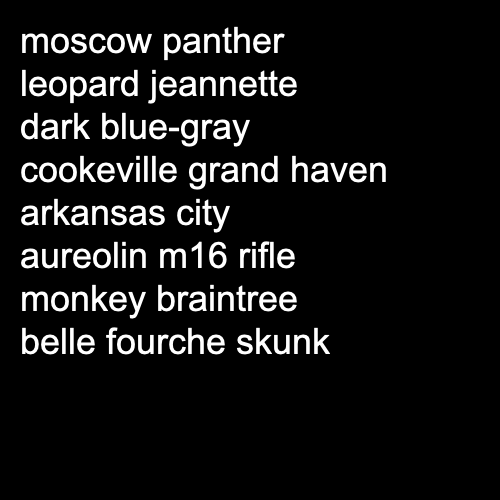 moscow panther
leopard jeannette
dark blue-gray
cookeville grand haven
arkansas city
aureolin m16 rifle
monkey braintree
belle fourche skunk